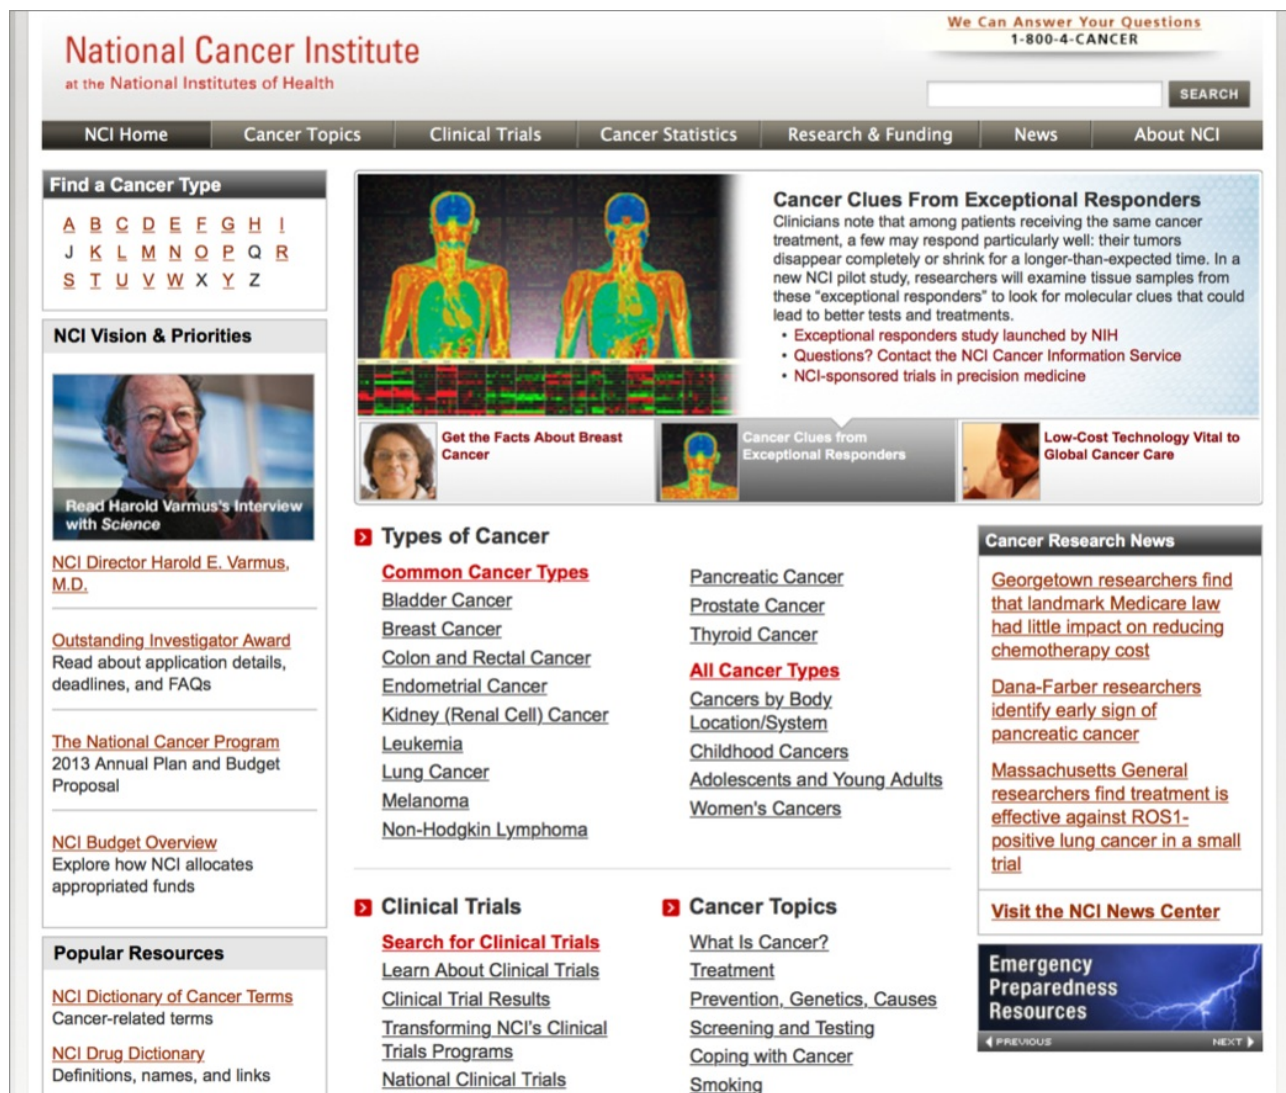 We Can Answer Your Questions
1-800-4-CANCER
National Cancer Institute
at the National Institutes of Health
SEARCH
NCI Home
Cancer Topics
Clinical Trials
Cancer Statistics
Research & Funding
News
About NCI
Find a Cancer Type
A B C D E F G H I
J K L M N O P Q R
S T U V W X Y Z
NCI Vision & Priorities
Read Harold Varmus's Interview
with Science
NCI Director Harold E. Varmus,
M.D.
Outstanding Investigator Award
Read about application details,
deadlines, and FAQs
The National Cancer Program
2013 Annual Plan and Budget
Proposal
NCI Budget Overview
Explore how NCI allocates
appropriated funds
Popular Resources
NCI Dictionary of Cancer Terms
Cancer-related terms
NCI Drug Dictionary
Definitions, names, and links
Cancer Clues From Exceptional Responders
Clinicians note that among patients receiving the same cancer
treatment, a few may respond particularly well: their tumors
disappear completely or shrink for a longer-than-expected time. In a
new NCI pilot study, researchers will examine tissue samples from
these "exceptional responders" to look for molecular clues that could
lead to better tests and treatments.
• Exceptional responders study launched by NIH
• Questions? Contact the NCI Cancer Information Service
• NCI-sponsored trials in precision medicine
Get the Facts About Breast
Cancer
Cancer Clues from
Exceptional Responders
Low-Cost Technology Vital to
Global Cancer Care
Types of Cancer
Common Cancer Types
Bladder Cancer
Breast Cancer
Colon and Rectal Cancer
Endometrial Cancer
Kidney (Renal Cell) Cancer
Leukemia
Lung Cancer
Melanoma
Non-Hodgkin Lymphoma
Pancreatic Cancer
Prostate Cancer
Thyroid Cancer
All Cancer Types
Cancers by Body
Location/System
Childhood Cancers
Adolescents and Young Adults
Women's Cancers
Clinical Trials
Search for Clinical Trials
Learn About Clinical Trials
Clinical Trial Results
Transforming NCI's Clinical
Trials Programs
National Clinical Trials
Cancer Topics
What Is Cancer?
Treatment
Prevention, Genetics, Causes
Screening and Testing
Coping with Cancer
Smoking
Cancer Research News
Georgetown researchers find
that landmark Medicare law
had little impact on reducing
chemotherapy cost
Dana-Farber researchers
identify early sign of
pancreatic cancer
Massachusetts General
researchers find treatment is
effective against ROS1-
positive lung cancer in a small
trial
Visit the NCI News Center
Emergency
Preparedness
Resources
PREVIOUS
NEXT